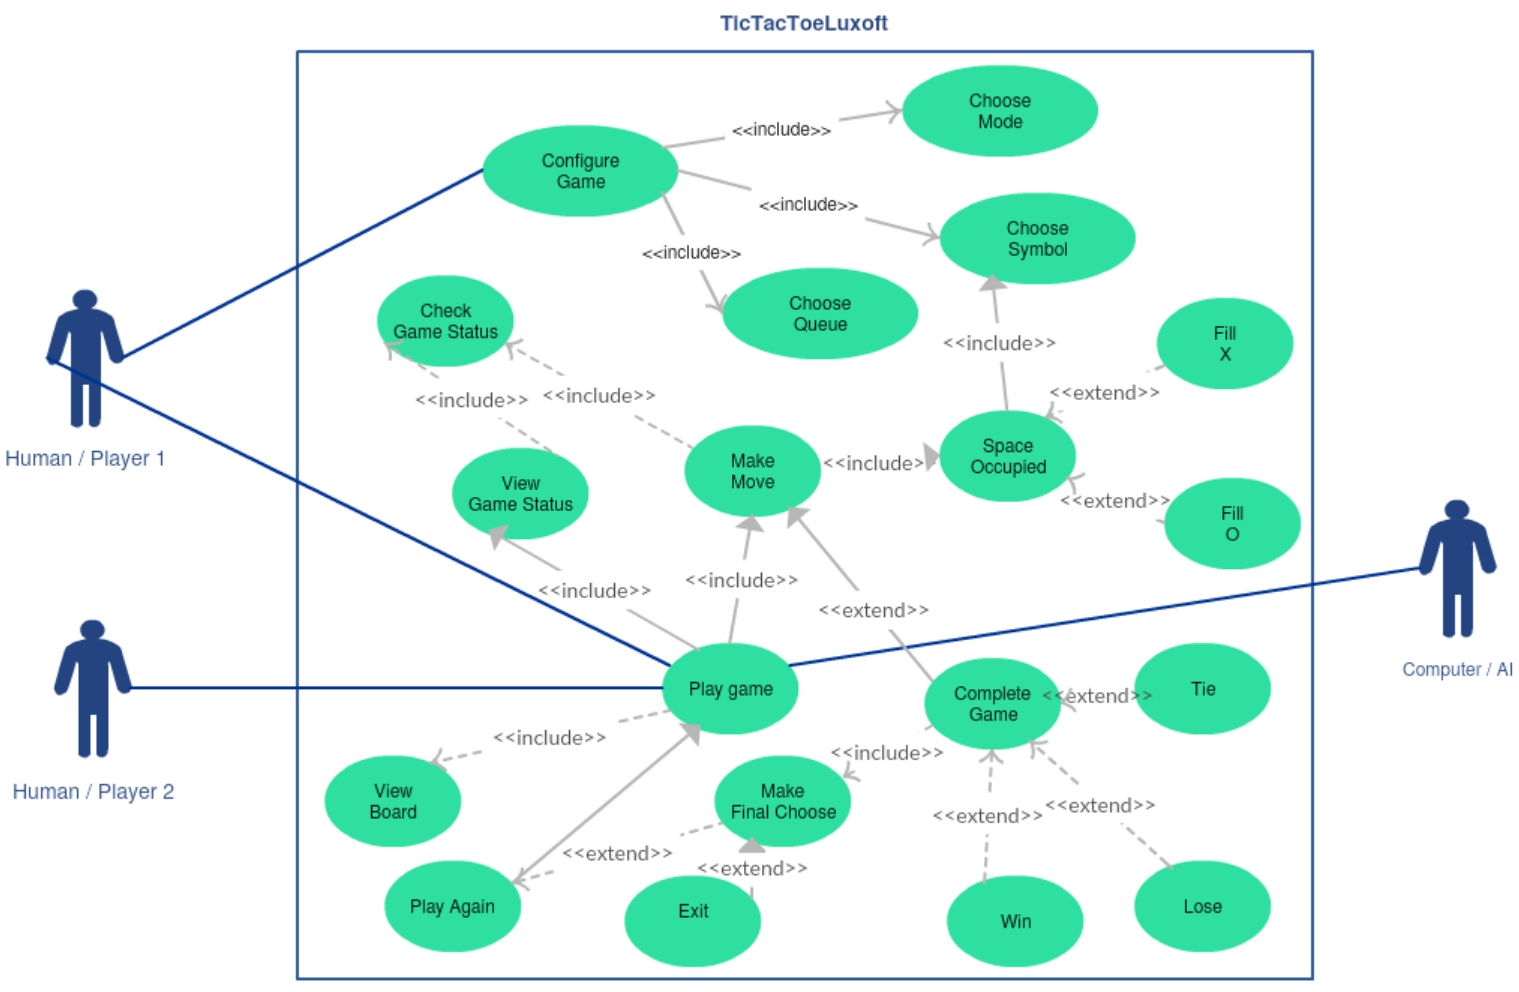 TicTacToeLuxoft
Choose
Mode
<<include>>
Configure
Game
<<include>>
Choose
Symbol
<<include>>
Choose
Queue
Check
Game Status
Fill
X
<<include>>
<<extend>>
<<include>>
<<include>>
Human / Player 1
Make
Move
<<include>
Space
Occupied
View
Game Status
<<extend>>
Fill
O
<<include>>
<<include>>
<<extend>>
Computer / AI
Play game
Complete
Game
<<extend>>
Tie
<<include>>
<<include>>
Human / Player 2
View
Board
Make
Final Choose
<<extend>>
<<extend>>
<<extend>>
<<extend>>
Play Again
Exit
Win
Lose